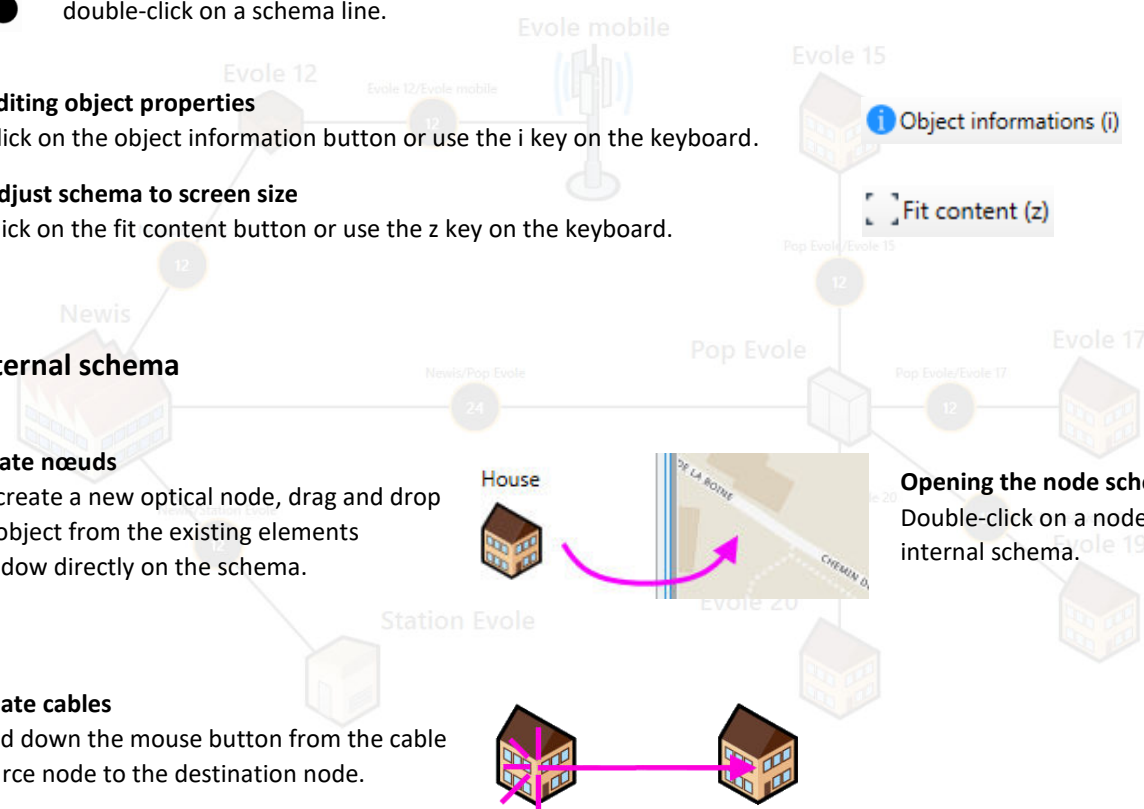 double-click on a schema line.
Evole mobile
Evole 15
Evole 12
Evole 12/Evole mobile
12
diting object properties
lick on the object information button or use the i key on the keyboard.
Object informations (i)
djust schema to screen size
lick on the fit content button or use the z key on the keyboard.
Fit content (z)
Pop Evole/Evole 15
12
12
Newis
ternal schema
Pop Evole
Evole 17
Newis/Pop Evole
Pop Evole/Evole 17
24
12
ate nœuds
create a new optical node, drag and drop
object from the existing elements
dow directly on the schema.
12
House
DE LA BOINE
CHEMIN D
Opening the node sche
Double-click on a node
internal schema.
20
Evole 19
Evole 20
Station Evole
ate cables
d down the mouse button from the cable
rce node to the destination node.